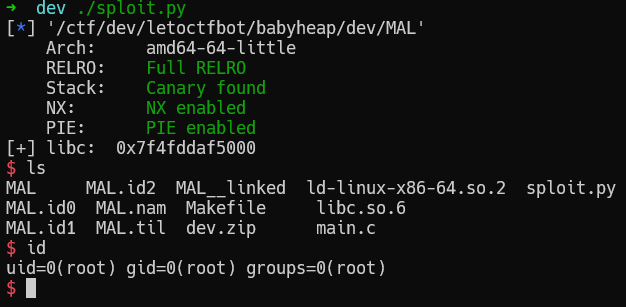 ➜ dev ./sploit.py
[*] '/ctf/dev/letoctfbot/babyheap/dev/MAL'
    Arch:     amd64-64-little
    RELRO:    Full RELRO
    Stack:    Canary found
    NX:       NX enabled
    PIE:      PIE enabled
[+] libc:  0x7f4fddaf5000
$ ls
MAL      MAL.id2  MAL__linked  ld-linux-x86-64.so.2  sploit.py
MAL.id0  MAL.nam  Makefile     libc.so.6
MAL.id1  MAL.til  dev.zip      main.c
$ id
uid=0(root) gid=0(root) groups=0(root)
$